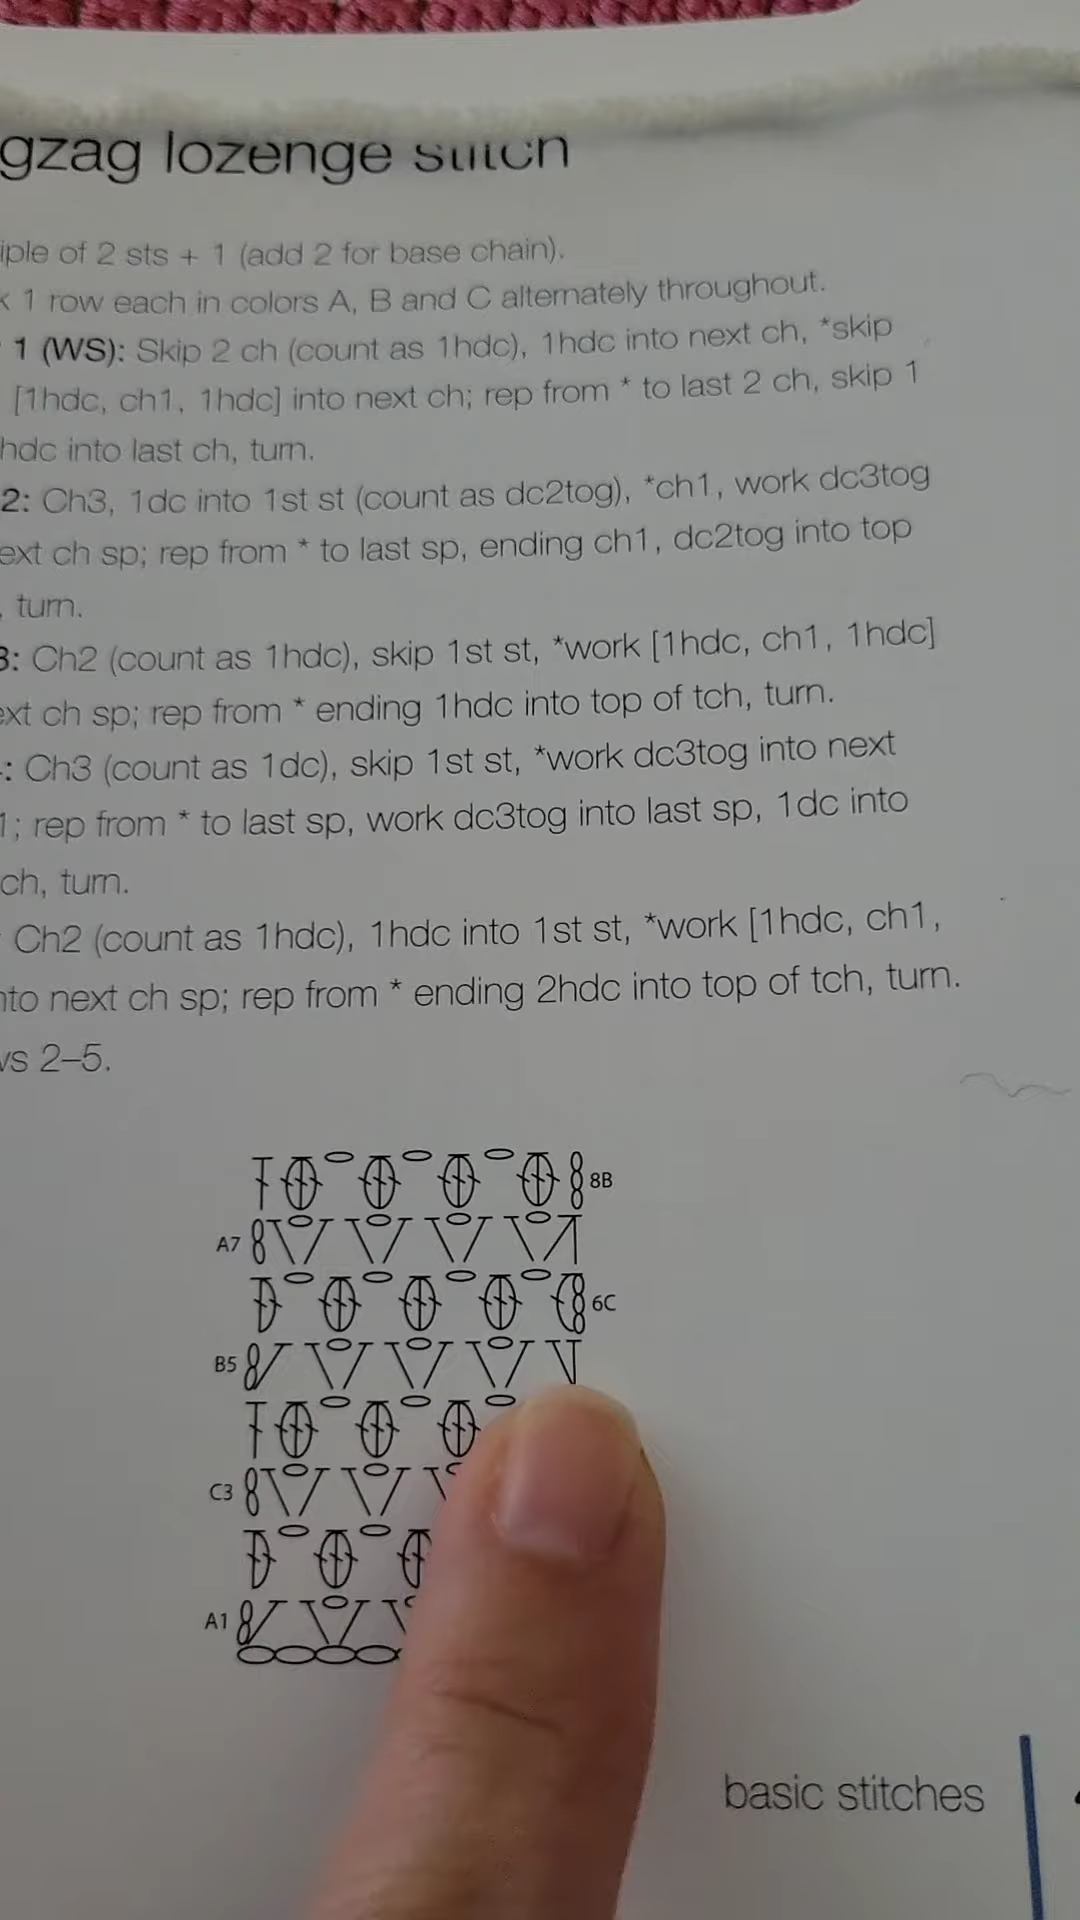 gzag lozenge stitch
iple of 2 sts + 1 (add 2 for base chain).
k 1 row each in colors A, B and C alternately throughout.
1 (WS): Skip 2 ch (count as 1hdc), 1hdc into next ch, *skip
[1hdc, ch1, 1hdc] into next ch; rep from * to last 2 ch, skip 1
hdc into last ch, turn.
2: Ch3, 1dc into 1st st (count as dc2tog), *ch1, work dc3tog
ext ch sp; rep from * to last sp, ending ch1, dc2tog into top
, turn.
3: Ch2 (count as 1hdc), skip 1st st, *work [1hdc, ch1, 1hdc]
ext ch sp; rep from * ending 1hdc into top of tch, turn.
: Ch3 (count as 1dc), skip 1st st, *work dc3tog into next
1; rep from * to last sp, work dc3tog into last sp, 1dc into
ch, turn.
Ch2 (count as 1hdc), 1hdc into 1st st, *work [1hdc, ch1,
nto next ch sp; rep from * ending 2hdc into top of tch, turn.
ws 2–5.
8B
A7
6C
B5
C3
A1
basic stitches